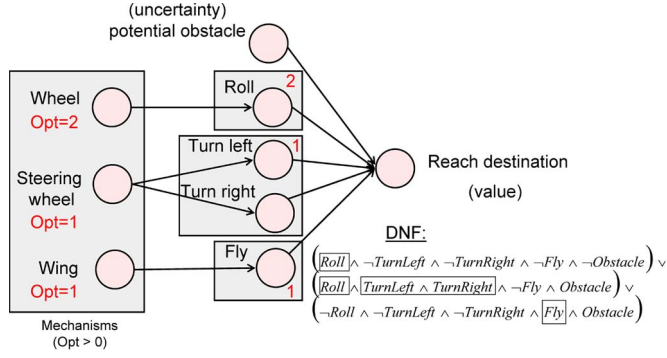 (uncertainty)
potential obstacle
Wheel
Opt=2
Roll
2
Steering
wheel
Opt=1
Turn left
1
Turn right
Wing
Opt=1
Fly
1
Mechanisms
(Opt > 0)
Reach destination
(value)
DNF:
(Roll ∧ ¬TurnLeft ∧ ¬TurnRight ∧ ¬Fly ∧ ¬Obstacle) ∨
(Roll ∧ TurnLeft ∧ TurnRight ∧ ¬Fly ∧ Obstacle) ∨
(¬Roll ∧ ¬TurnLeft ∧ ¬TurnRight ∧ Fly ∧ Obstacle)